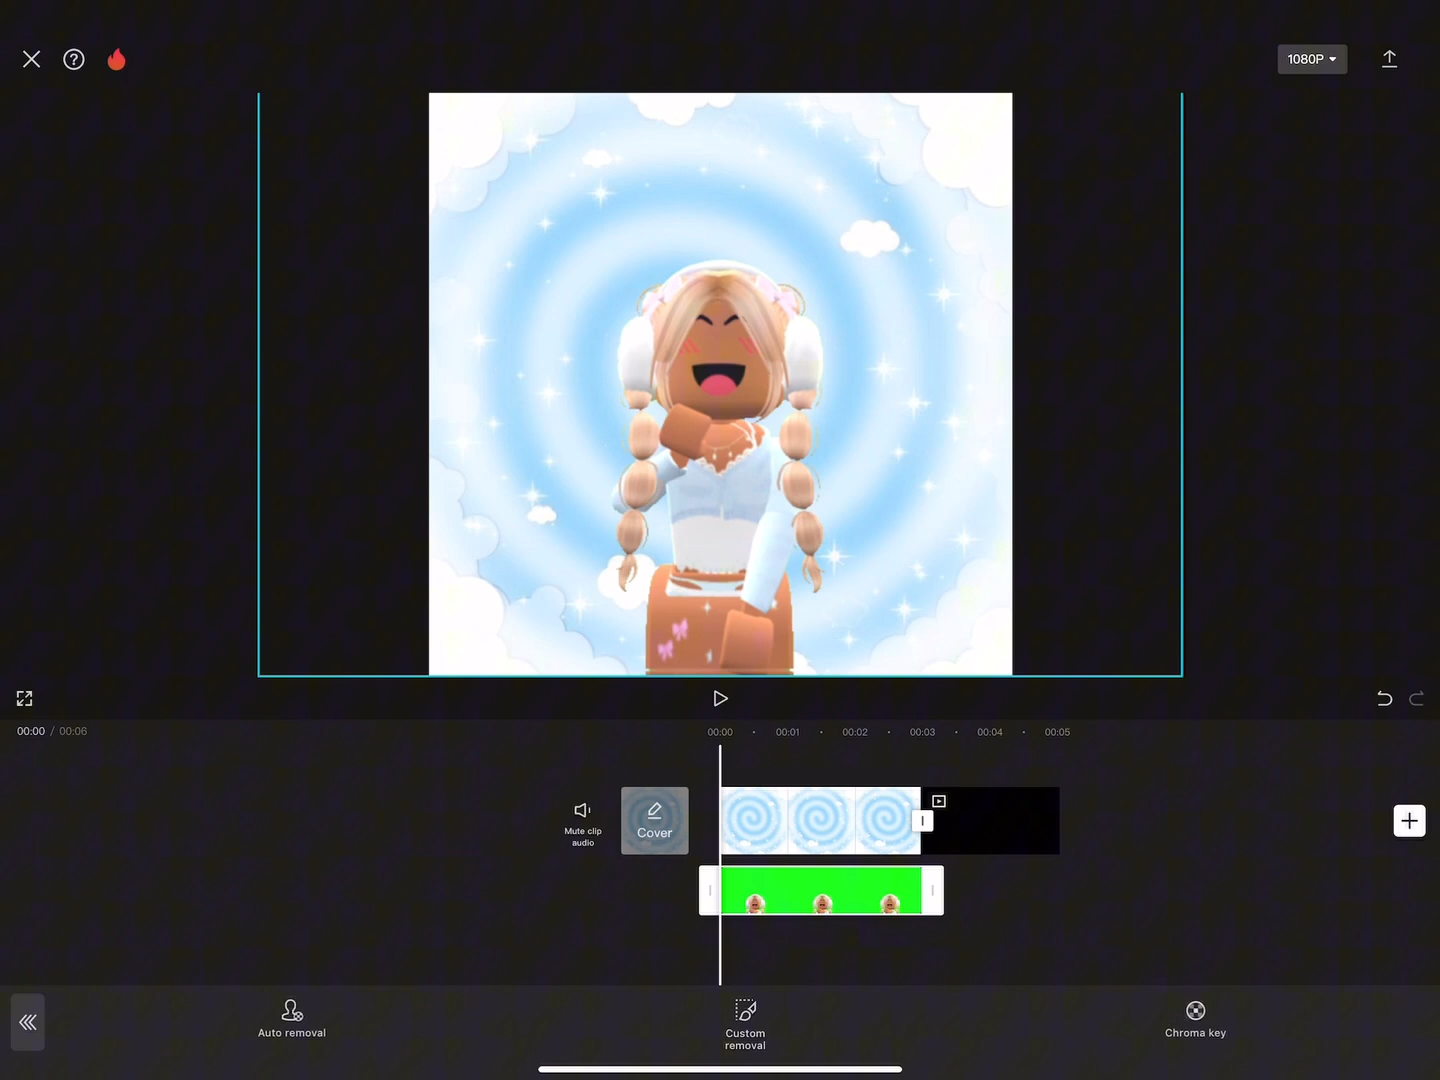 1080P
00:00 / 00:06
00:00 00:01 00:02 00:03 00:04 00:05
Mute clip
audio
Cover
Auto removal
Custom
removal
Chroma key